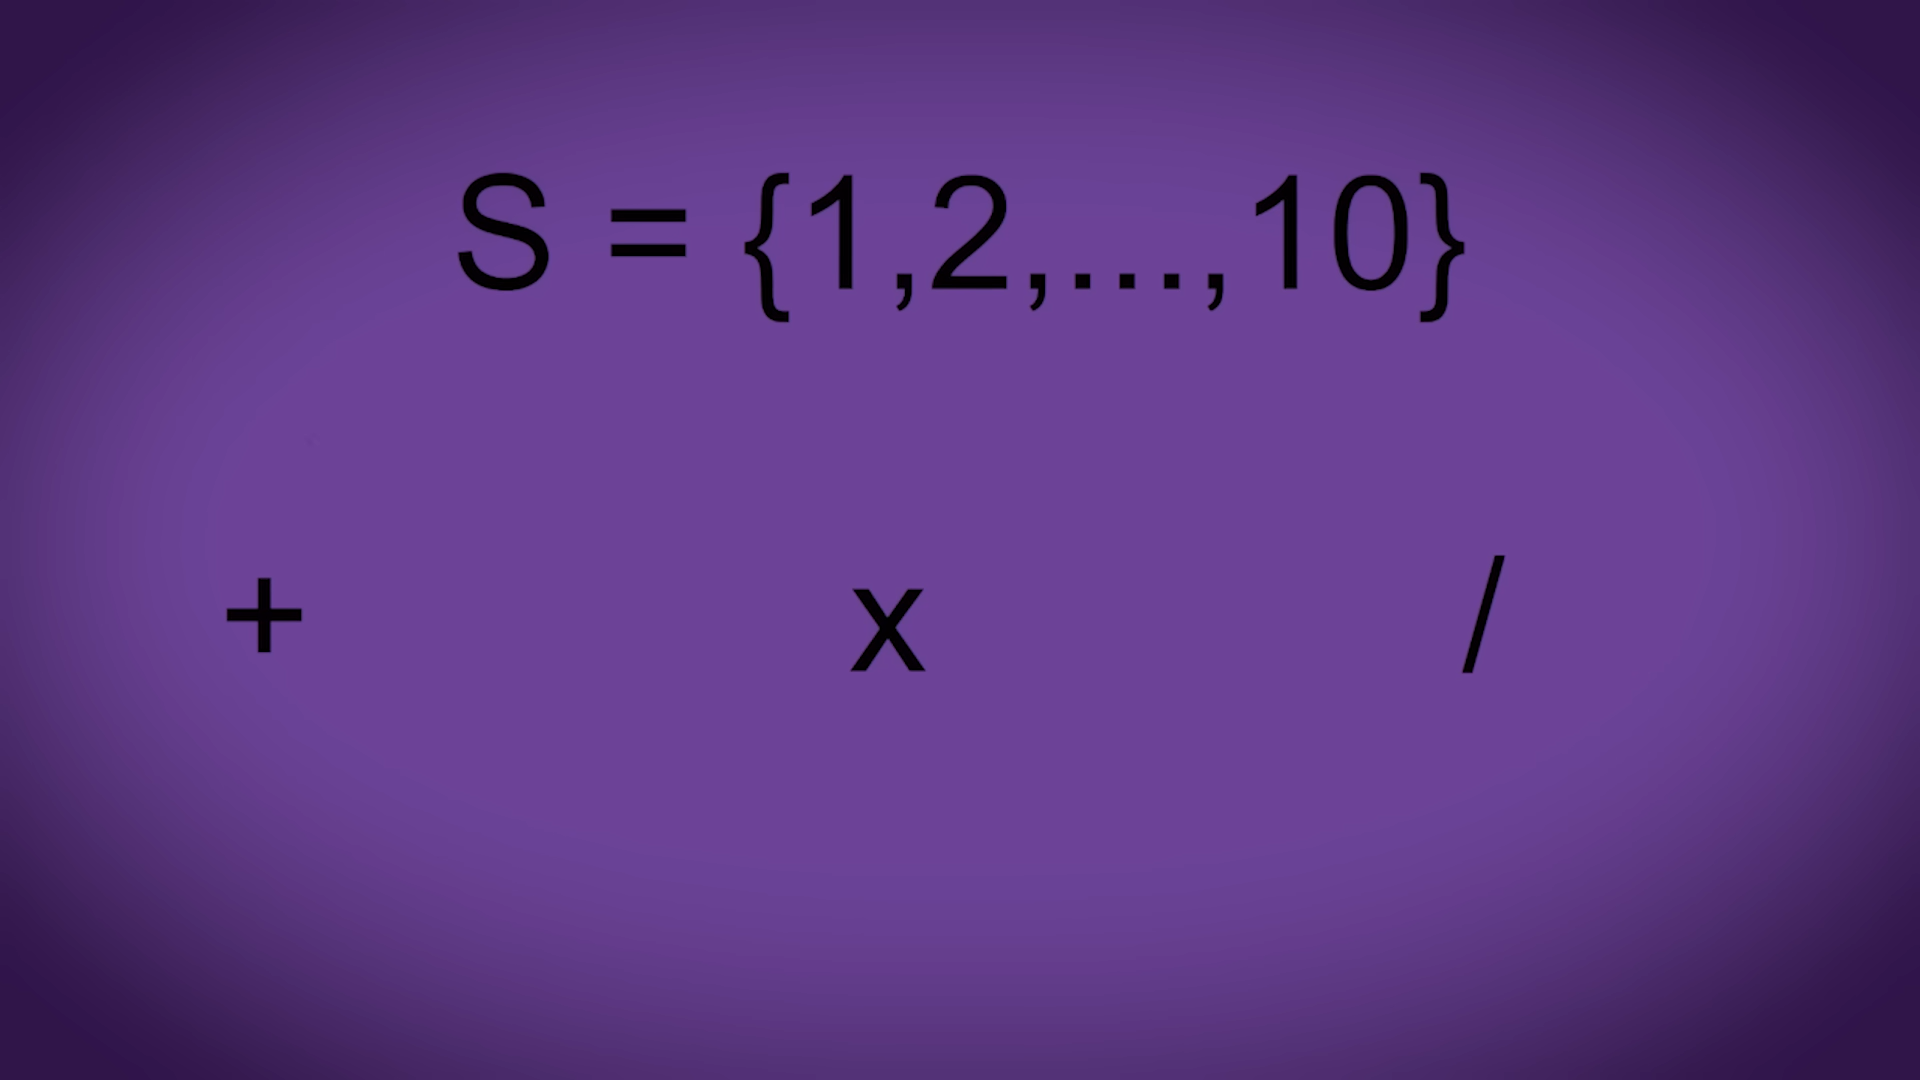 S = {1,2,...,10}
+ x /